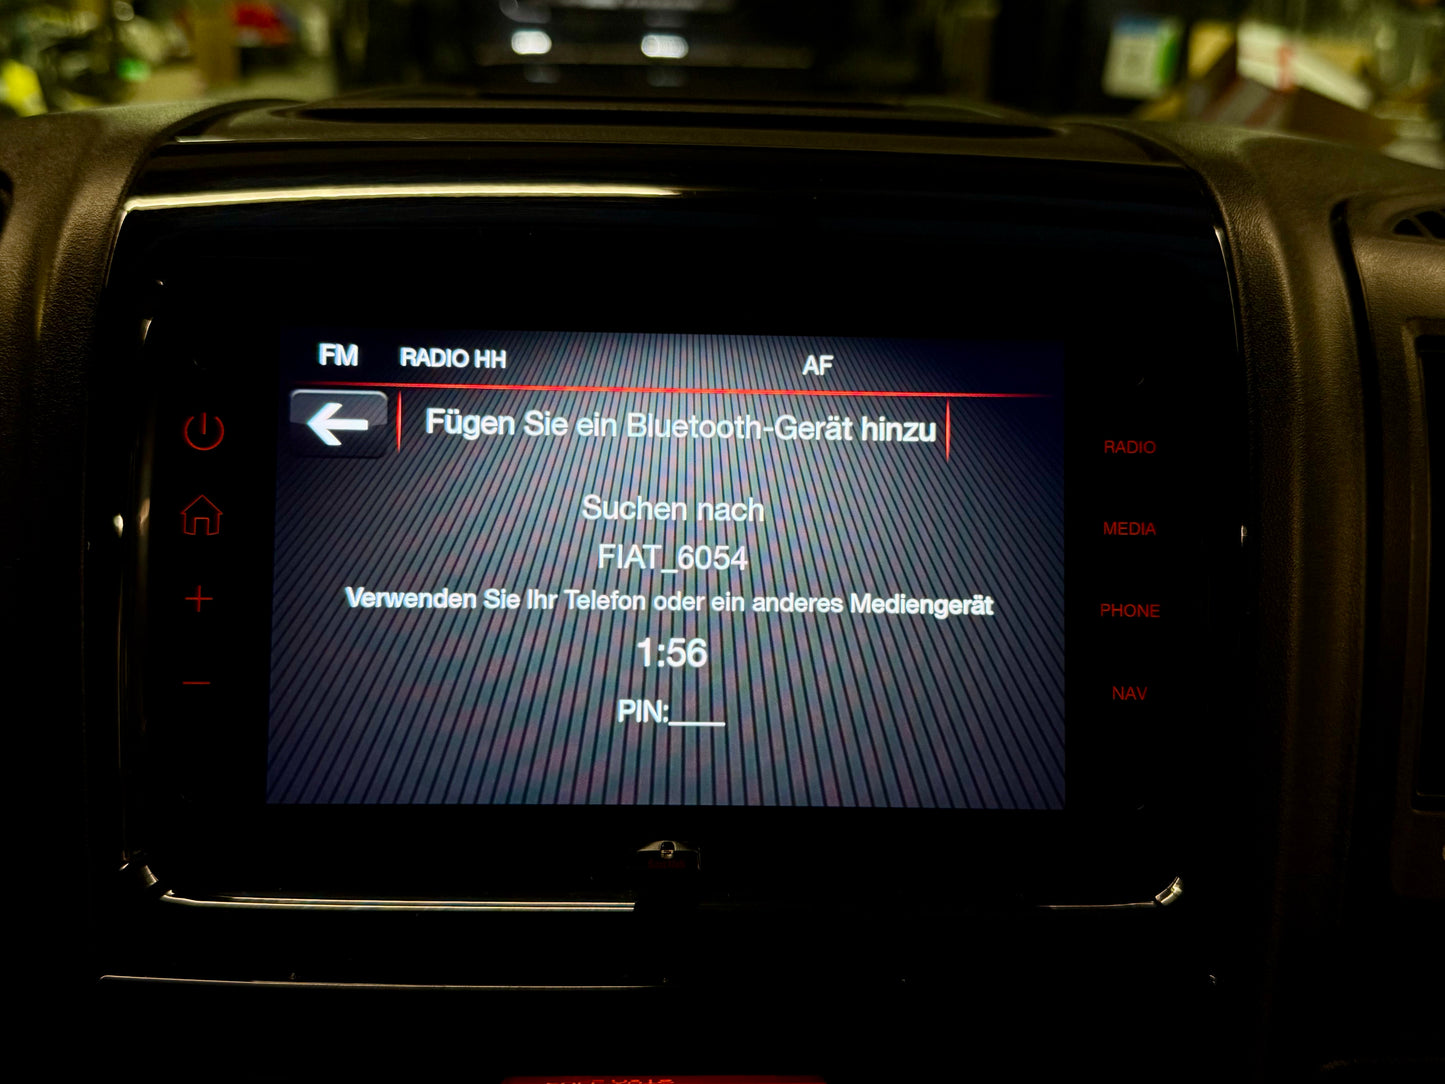 FM RADIO HH AF
Fügen Sie ein Bluetooth-Gerät hinzu
Suchen nach
FIAT_6054
Verwenden Sie Ihr Telefon oder ein anderes Mediengerät
1:56
PIN:____
RADIO
MEDIA
PHONE
NAV